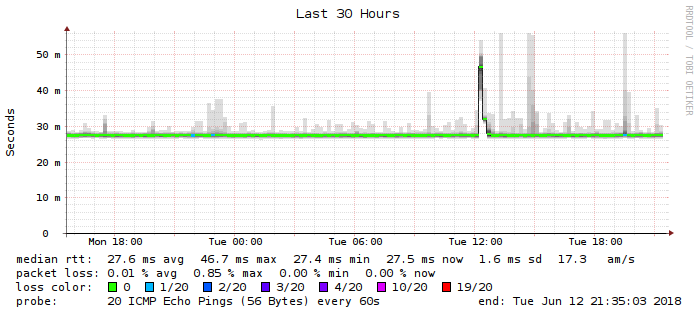 Last 30 Hours
RRDTOOL / TOBI OETIKER
Seconds
50 m
40 m
30 m
20 m
10 m
0
Mon 18:00 Tue 00:00 Tue 06:00 Tue 12:00 Tue 18:00
median rtt: 27.6 ms avg 46.7 ms max 27.4 ms min 27.5 ms now 1.6 ms sd 17.3 am/s
packet loss: 0.01 % avg 0.85 % max 0.00 % min 0.00 % now
loss color: 0 1/20 2/20 3/20 4/20 10/20 19/20
probe: 20 ICMP Echo Pings (56 Bytes) every 60s end: Tue Jun 12 21:35:03 2018